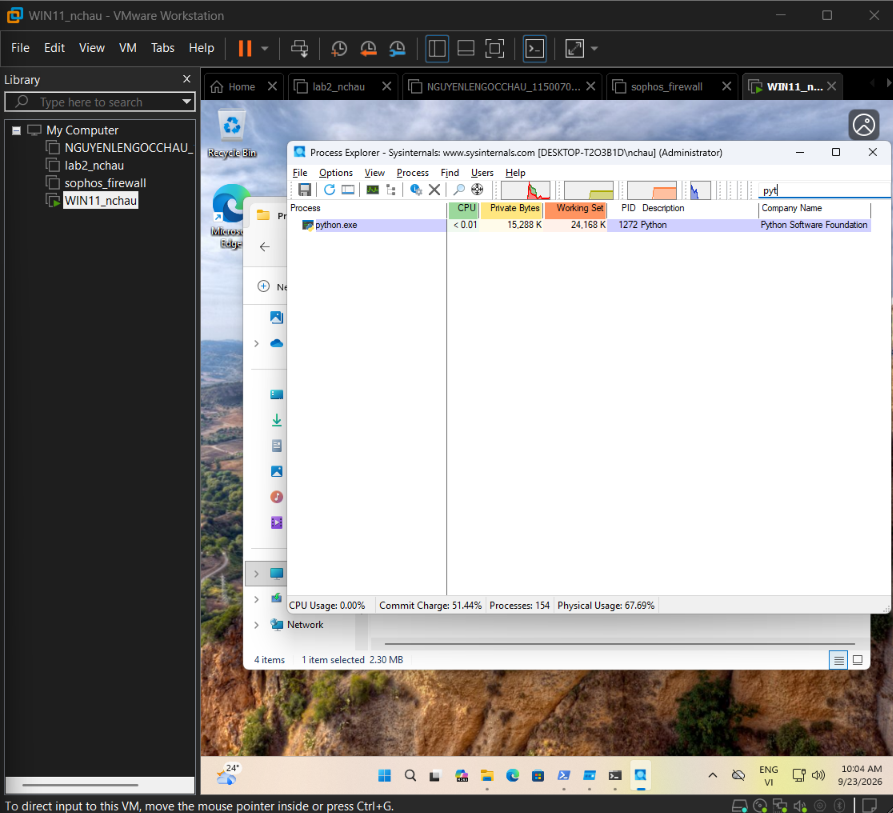 WIN11_nchau - VMware Workstation
File Edit View VM Tabs Help
Library
Type here to search
My Computer
NGUYENLENGOCCHAU_
lab2_nchau
sophos_firewall
WIN11_nchau
Home
lab2_nchau
NGUYENLENGOCCHAU_1150070...
sophos_firewall
WIN11_n...
Recycle Bin
Edge
Process Explorer - Sysinternals: www.sysinternals.com [DESKTOP-T2O3B1D\nchau] (Administrator)
File Options View Process Find Users Help
pyt
Process CPU Private Bytes Working Set PID Description Company Name
python.exe < 0.01 15,288 K 24,168 K 1272 Python Python Software Foundation
CPU Usage: 0.00% Commit Charge: 51.44% Processes: 154 Physical Usage: 67.69%
Network
4 items 1 item selected 2.30 MB
24°
ENG
VI
10:04 AM
9/23/2026
To direct input to this VM, move the mouse pointer inside or press Ctrl+G.